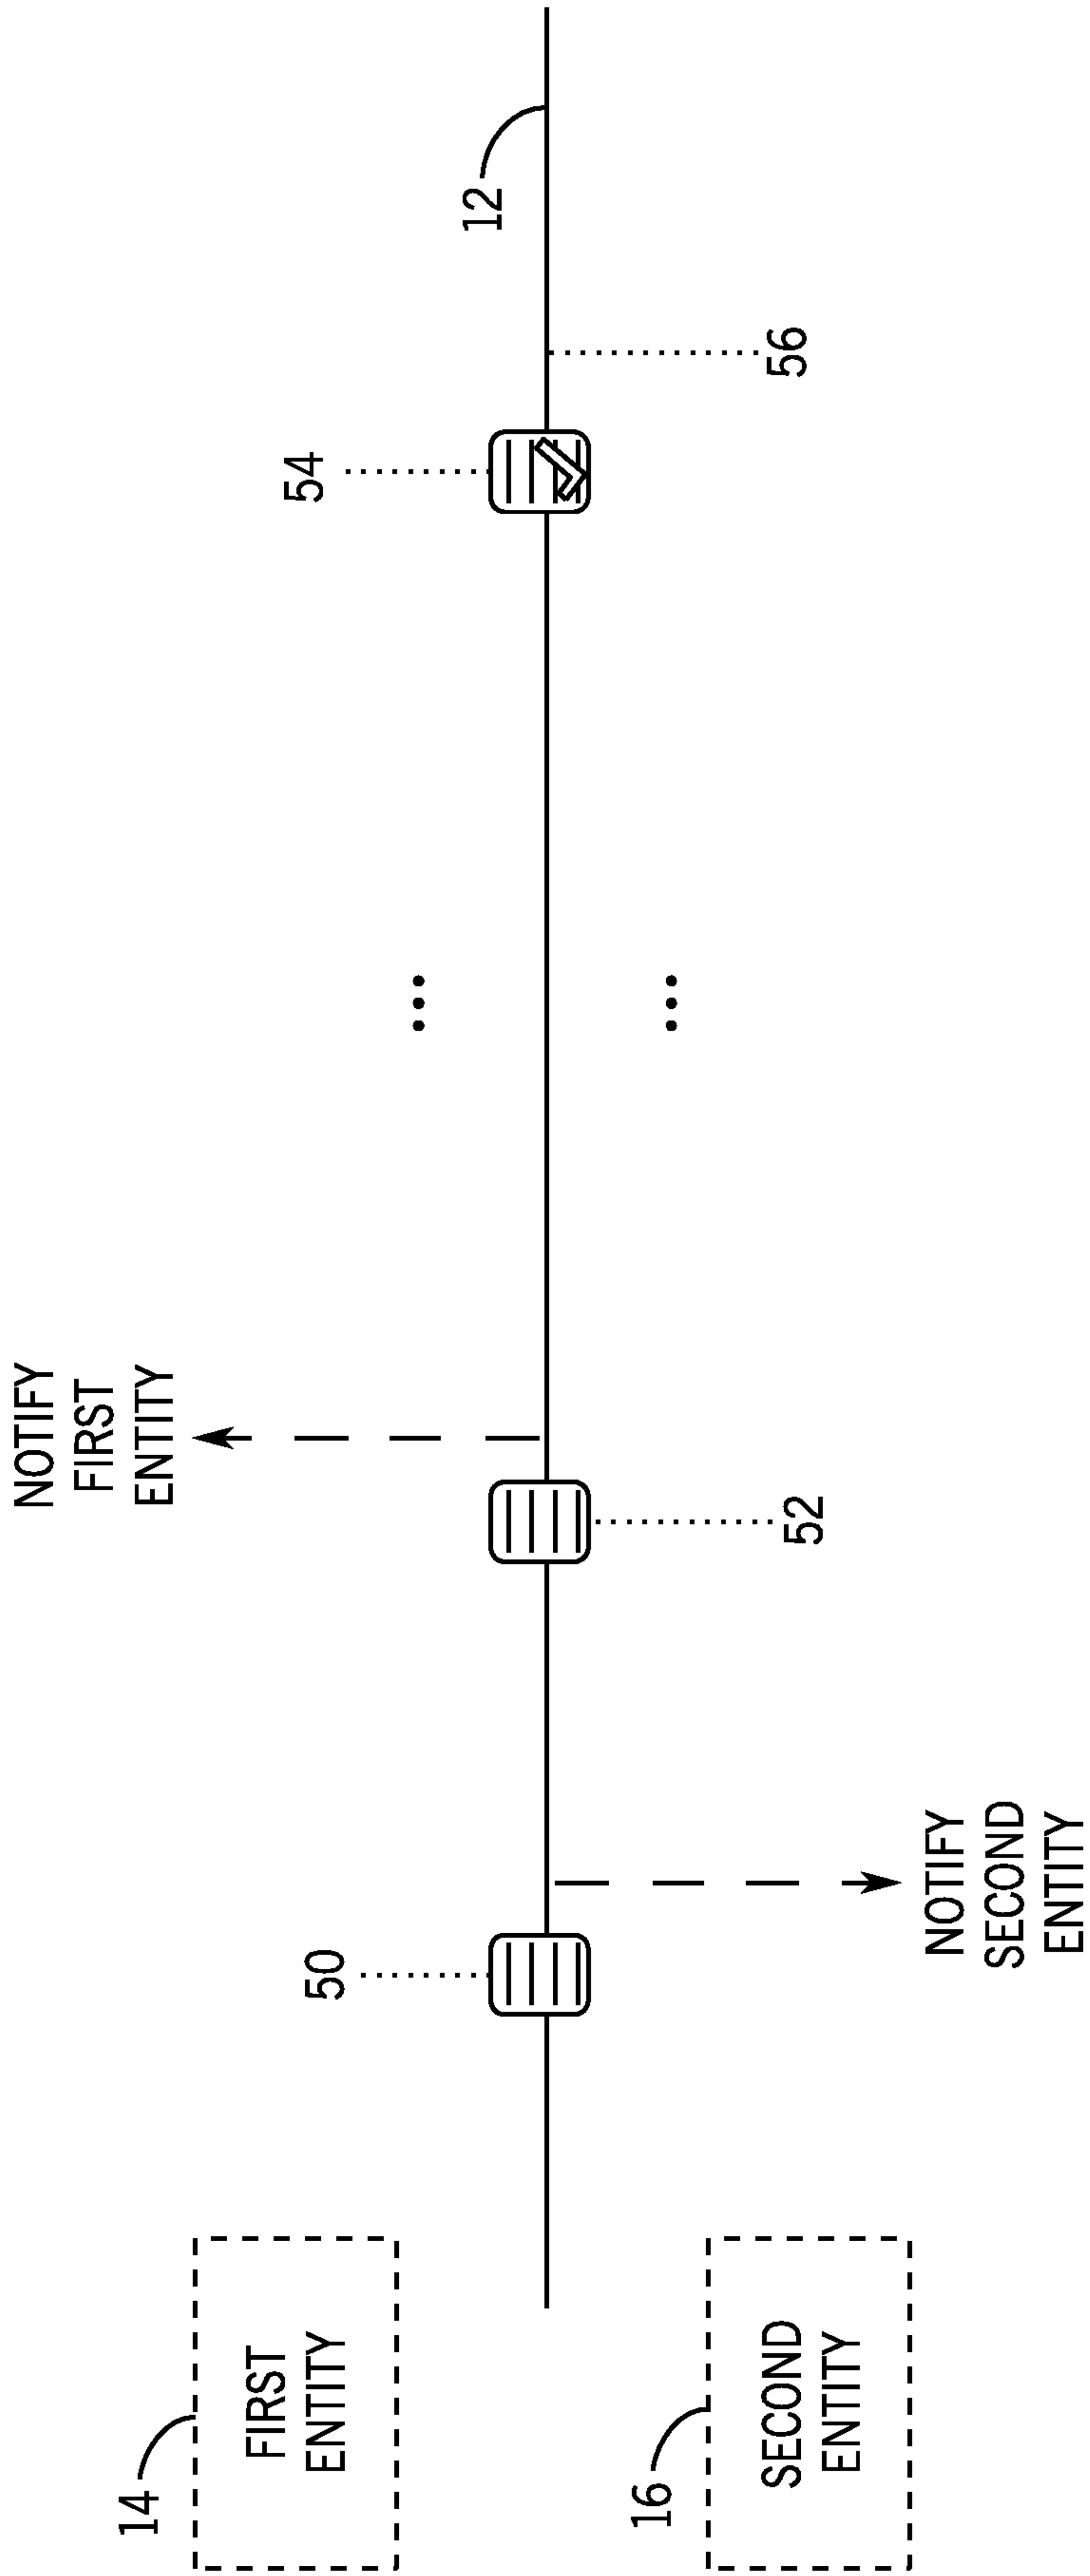 14
FIRST
ENTITY
16
SECOND
ENTITY
50
NOTIFY
SECOND
ENTITY
NOTIFY
FIRST
ENTITY
52
54
56
12